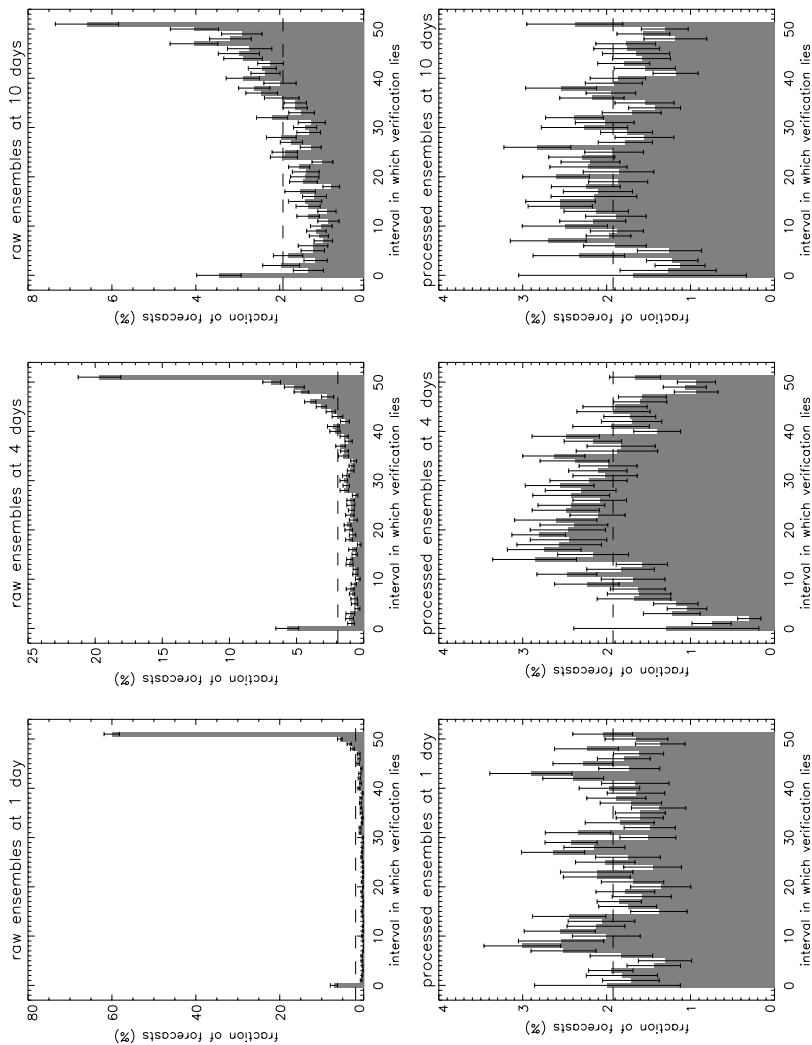 raw ensembles at 1 day
80
60
40
20
0
fraction of forecasts (%)
0 10 20 30 40 50
interval in which verification lies
raw ensembles at 4 days
25
20
15
10
5
0
fraction of forecasts (%)
0 10 20 30 40 50
interval in which verification lies
raw ensembles at 10 days
8
6
4
2
0
fraction of forecasts (%)
0 10 20 30 40 50
interval in which verification lies
processed ensembles at 1 day
4
3
2
1
0
fraction of forecasts (%)
0 10 20 30 40 50
interval in which verification lies
processed ensembles at 4 days
4
3
2
1
0
fraction of forecasts (%)
0 10 20 30 40 50
interval in which verification lies
processed ensembles at 10 days
4
3
2
1
0
fraction of forecasts (%)
0 10 20 30 40 50
interval in which verification lies